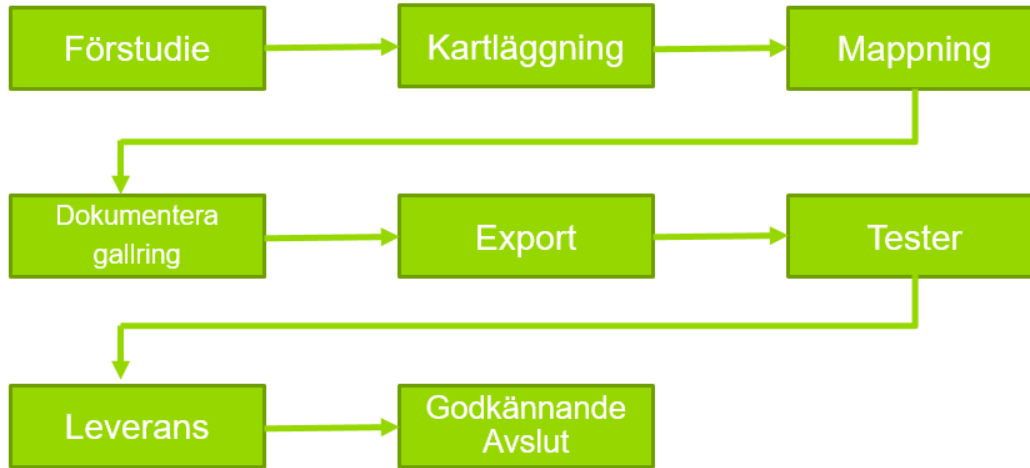 Förstudie
Kartläggning
Mappning
Dokumentera
gallring
Export
Tester
Leverans
Godkännande
Avslut